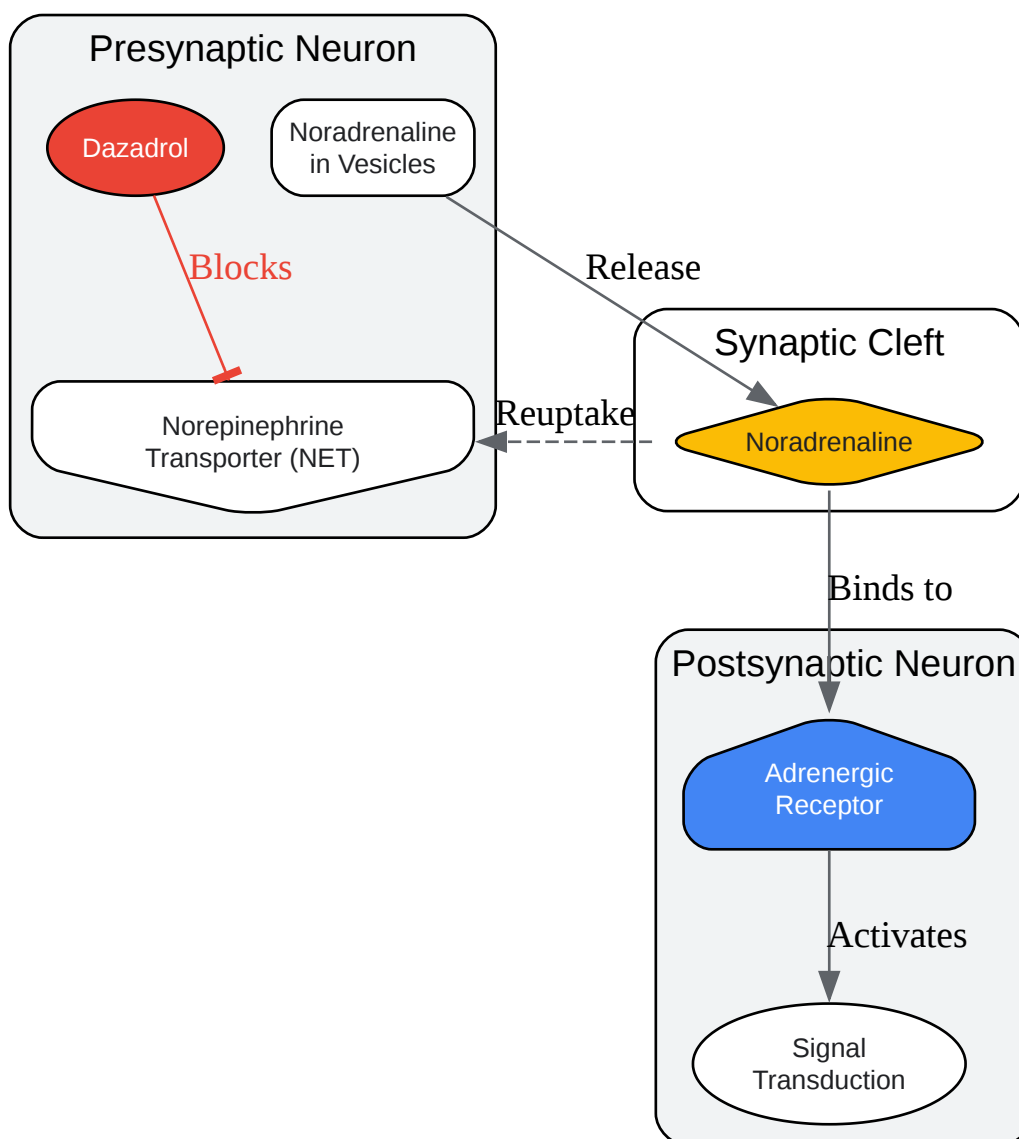 Presynaptic Neuron
Dazadrol
Noradrenaline
in Vesicles
Blocks
Release
Synaptic Cleft
Norepinephrine
Transporter (NET)
Reuptake
Noradrenaline
Binds to
Postsynaptic Neuron
Adrenergic
Receptor
Activates
Signal
Transduction